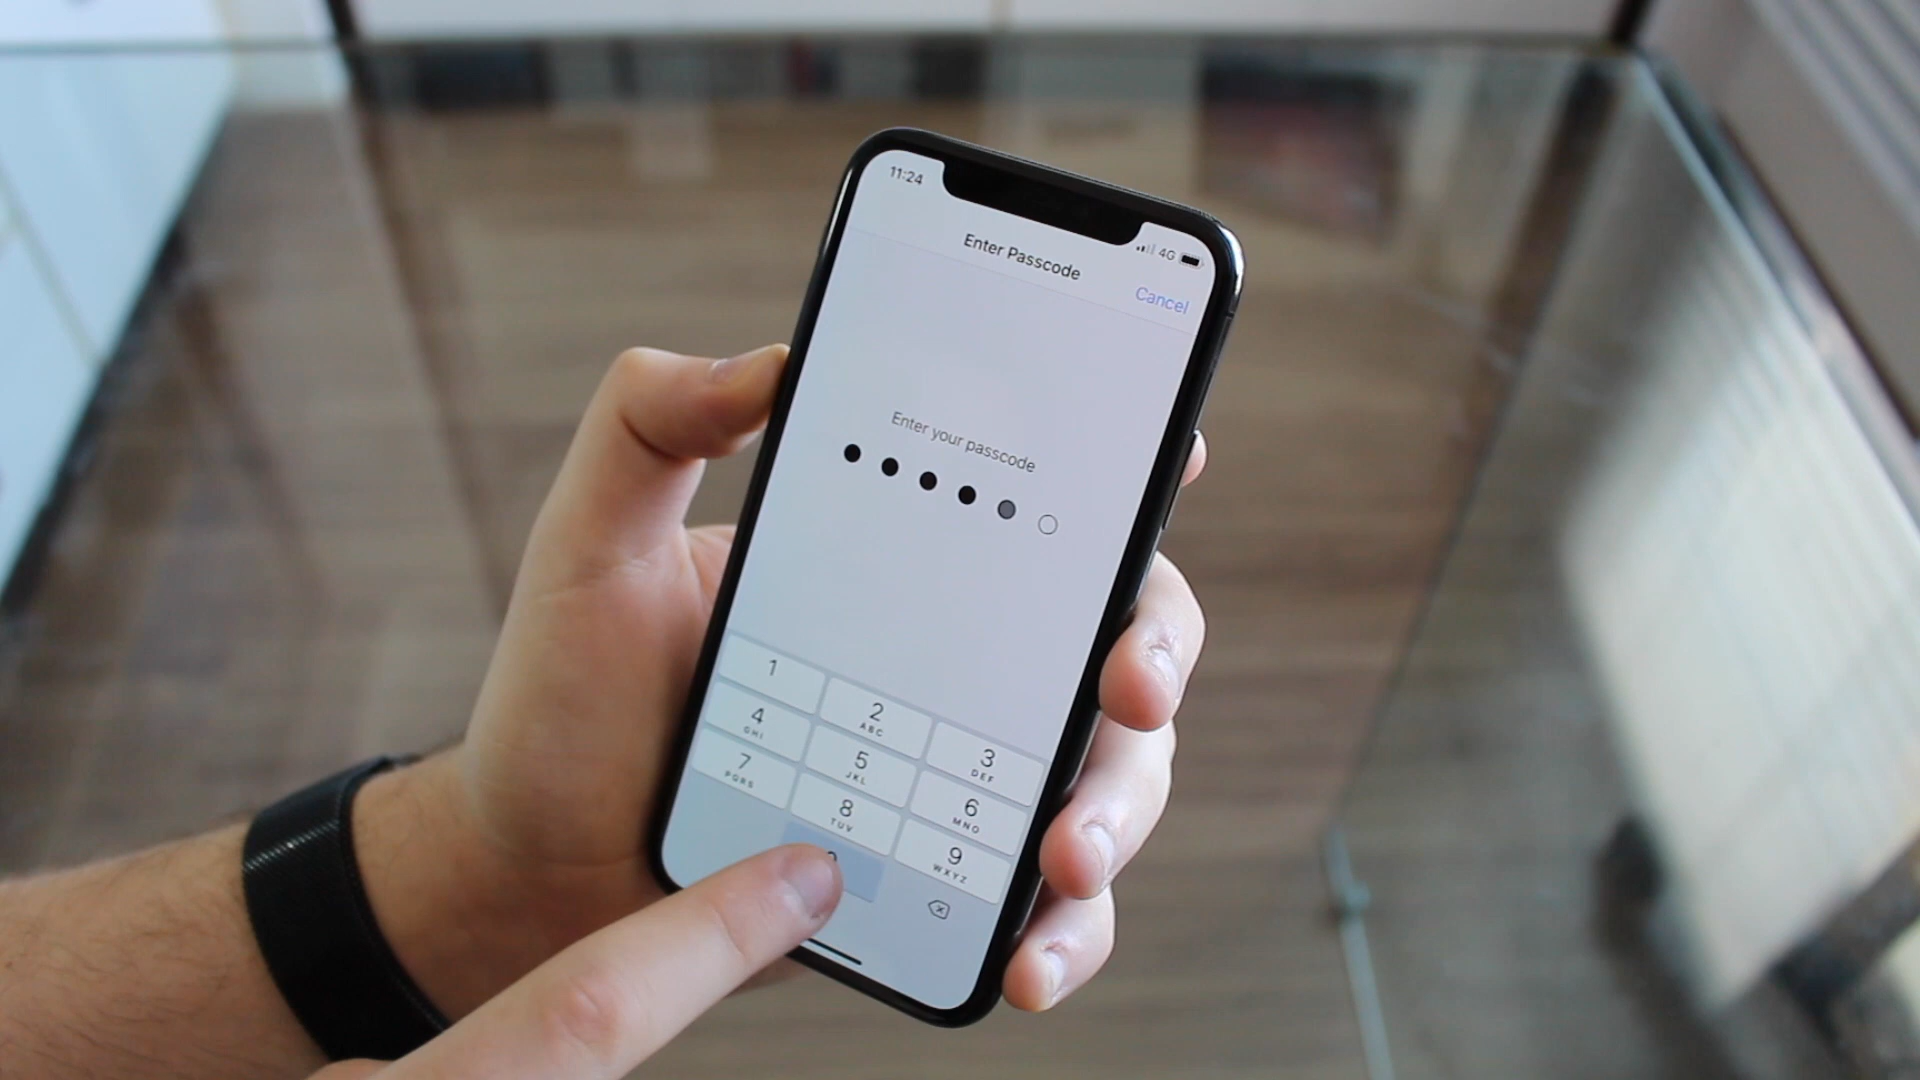 11:24
4G
Enter Passcode
Cancel
Enter your passcode
1
2
ABC
3
DEF
4
GHI
5
JKL
6
MNO
7
PQRS
8
TUV
9
WXYZ